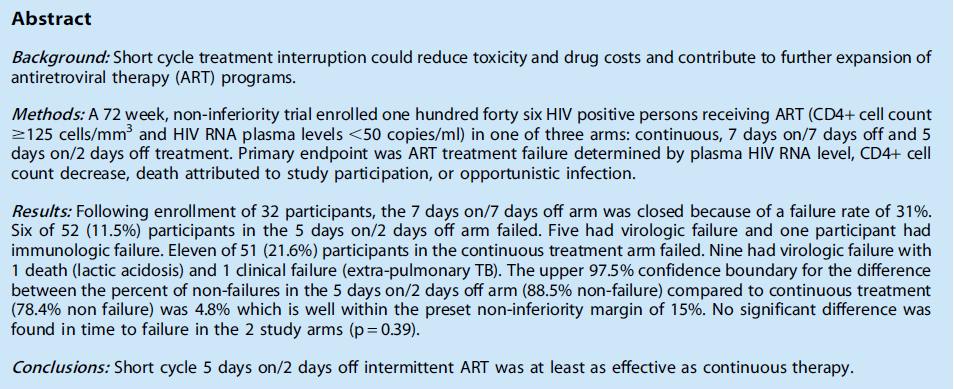 Abstract
Background: Short cycle treatment interruption could reduce toxicity and drug costs and contribute to further expansion of
antiretroviral therapy (ART) programs.
Methods: A 72 week, non-inferiority trial enrolled one hundred forty six HIV positive persons receiving ART (CD4+ cell count
≥125 cells/mm³ and HIV RNA plasma levels <50 copies/ml) in one of three arms: continuous, 7 days on/7 days off and 5
days on/2 days off treatment. Primary endpoint was ART treatment failure determined by plasma HIV RNA level, CD4+ cell
count decrease, death attributed to study participation, or opportunistic infection.
Results: Following enrollment of 32 participants, the 7 days on/7 days off arm was closed because of a failure rate of 31%.
Six of 52 (11.5%) participants in the 5 days on/2 days off arm failed. Five had virologic failure and one participant had
immunologic failure. Eleven of 51 (21.6%) participants in the continuous treatment arm failed. Nine had virologic failure with
1 death (lactic acidosis) and 1 clinical failure (extra-pulmonary TB). The upper 97.5% confidence boundary for the difference
between the percent of non-failures in the 5 days on/2 days off arm (88.5% non-failure) compared to continuous treatment
(78.4% non failure) was 4.8% which is well within the preset non-inferiority margin of 15%. No significant difference was
found in time to failure in the 2 study arms (p = 0.39).
Conclusions: Short cycle 5 days on/2 days off intermittent ART was at least as effective as continuous therapy.